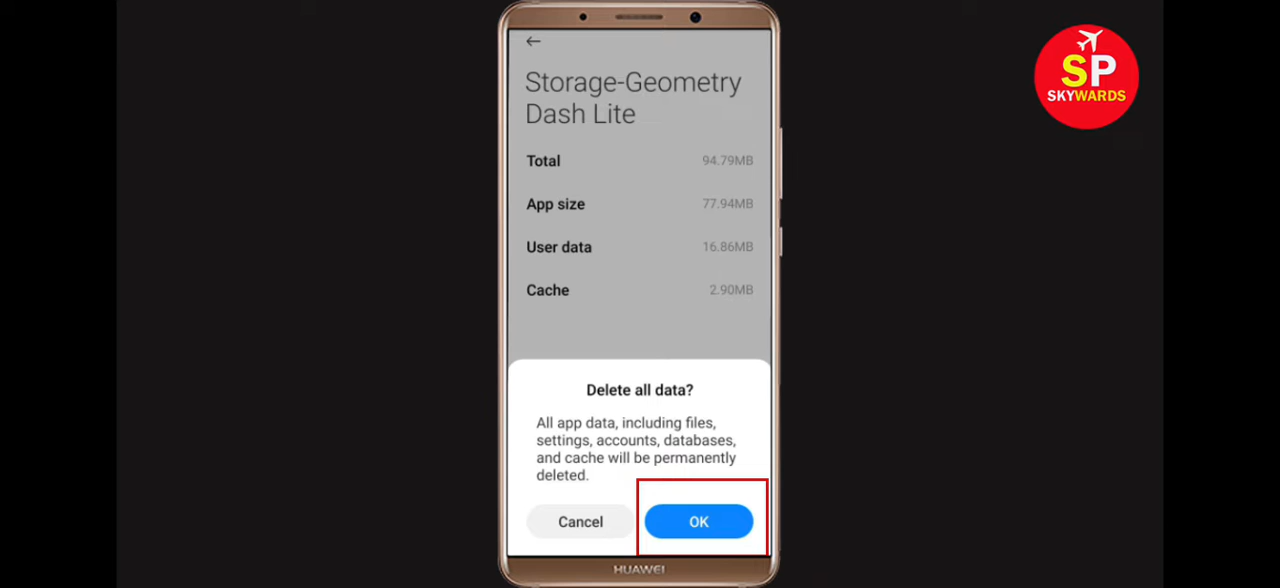 SP
SKYWARDS
Storage-Geometry
Dash Lite
Total 94.79MB
App size 77.94MB
User data 16.86MB
Cache 2.90MB
Delete all data?
All app data, including files,
settings, accounts, databases,
and cache will be permanently
deleted.
Cancel OK
HUAWEI